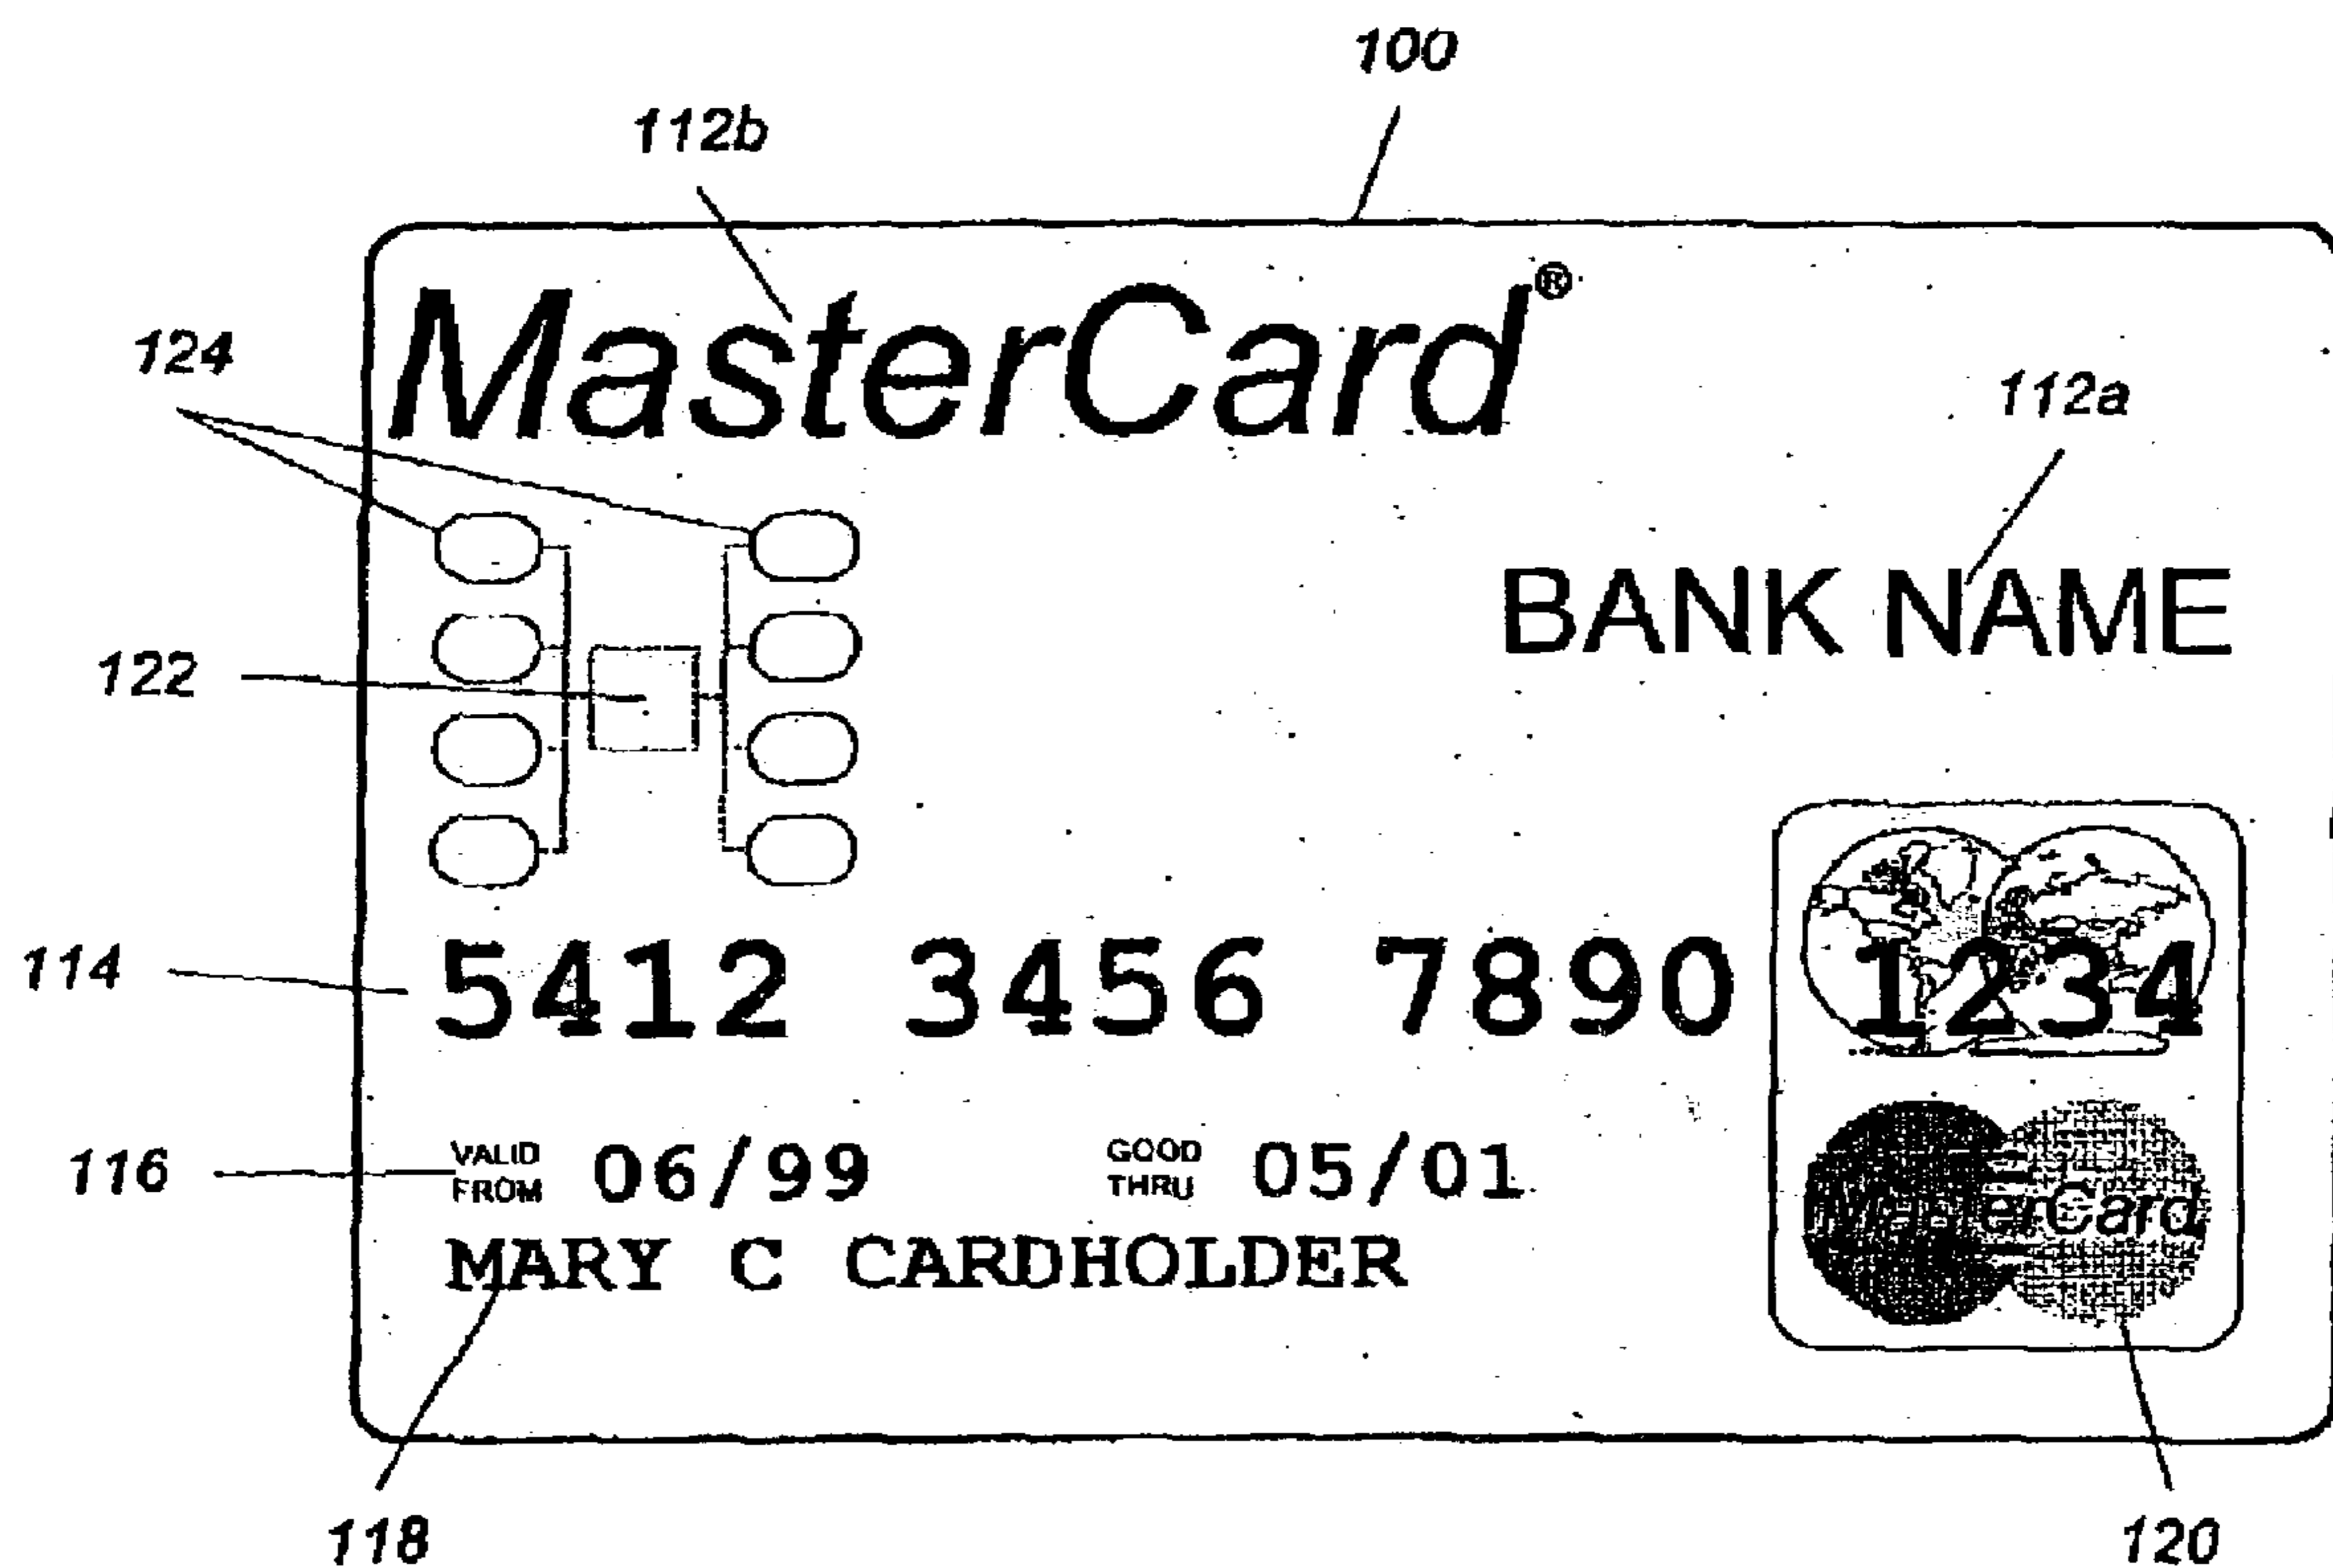 100
112b
MasterCard®
124
112a
BANK NAME
122
114
5412 3456 7890 1234
116
VALID FROM 06/99 GOOD THRU 05/01
MasterCard
MARY C CARDHOLDER
118
120